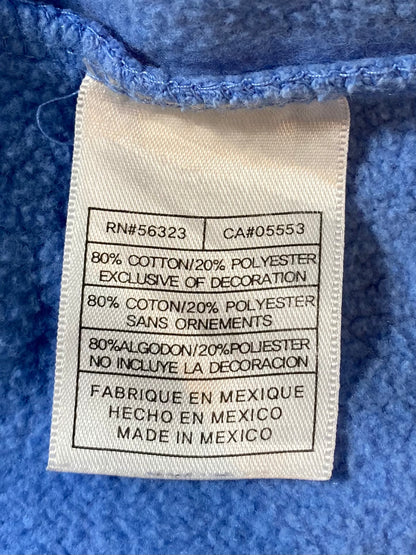 RN#56323 CA#05553
80% COTTON/20% POLYESTER
EXCLUSIVE OF DECORATION
80% COTON/20% POLYESTER
SANS ORNEMENTS
80%ALGODON/20%POLIESTER
NO INCLUYE LA DECORACION
FABRIQUE EN MEXIQUE
HECHO EN MEXICO
MADE IN MEXICO